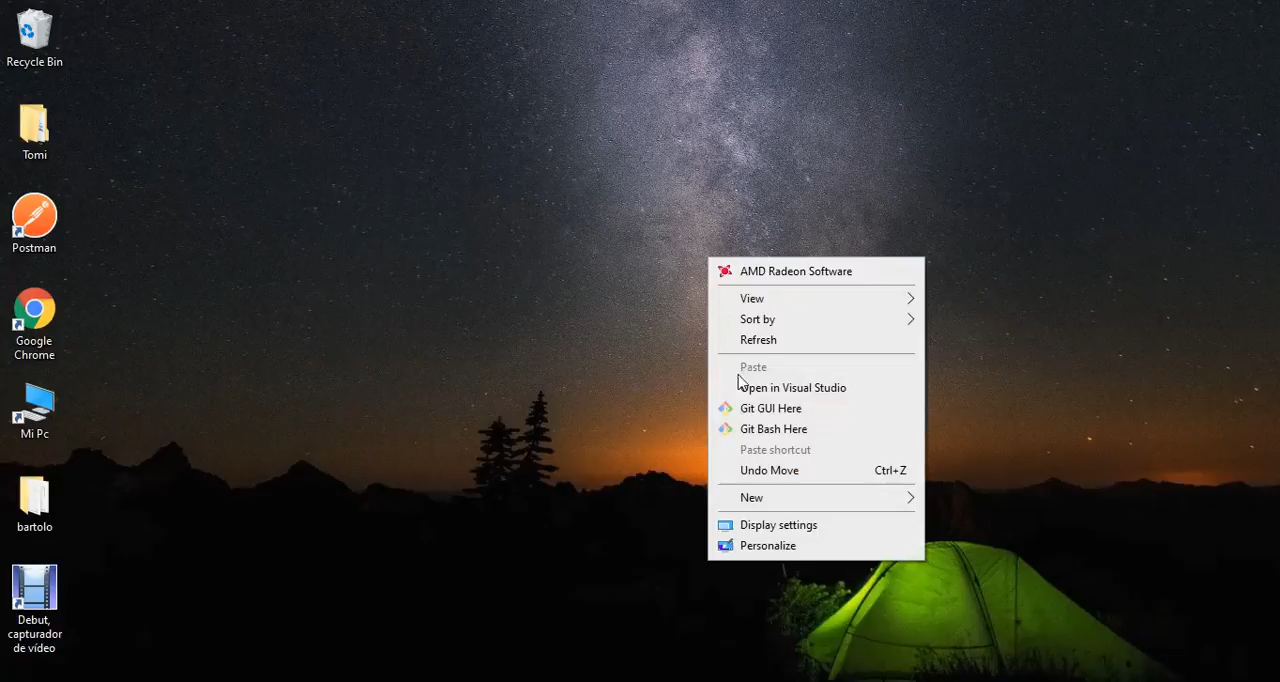 Recycle Bin
Tomi
Postman
Google
Chrome
Mi Pc
bartolo
Debut,
capturador
de vídeo
AMD Radeon Software
View
Sort by
Refresh
Paste
Open in Visual Studio
Git GUI Here
Git Bash Here
Paste shortcut
Undo Move Ctrl+Z
New
Display settings
Personalize